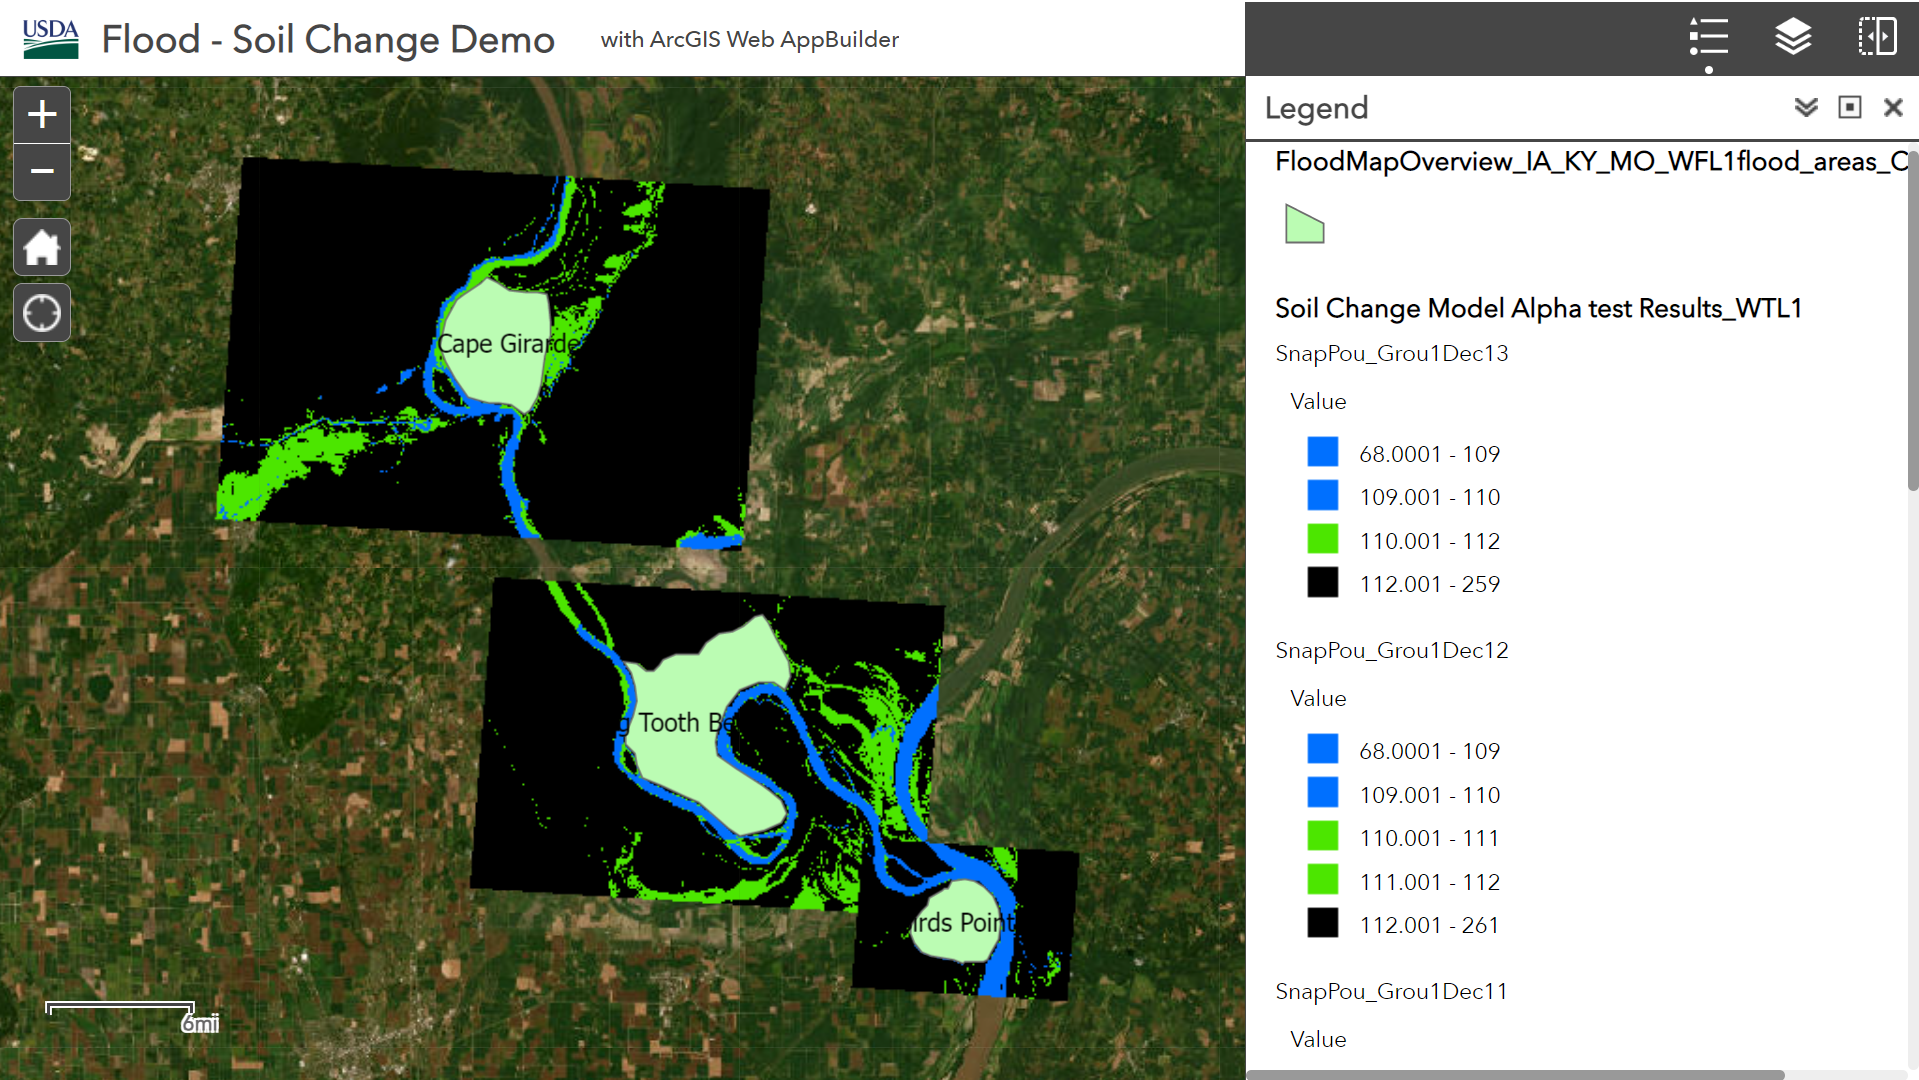 USDA
Flood - Soil Change Demo
with ArcGIS Web AppBuilder
Cape Girarde
g Tooth Be
irds Point
6mi
Legend
FloodMapOverview_IA_KY_MO_WFL1flood_areas_C
Soil Change Model Alpha test Results_WTL1
SnapPou_Grou1Dec13
Value
68.0001 - 109
109.001 - 110
110.001 - 112
112.001 - 259
SnapPou_Grou1Dec12
Value
68.0001 - 109
109.001 - 110
110.001 - 111
111.001 - 112
112.001 - 261
SnapPou_Grou1Dec11
Value